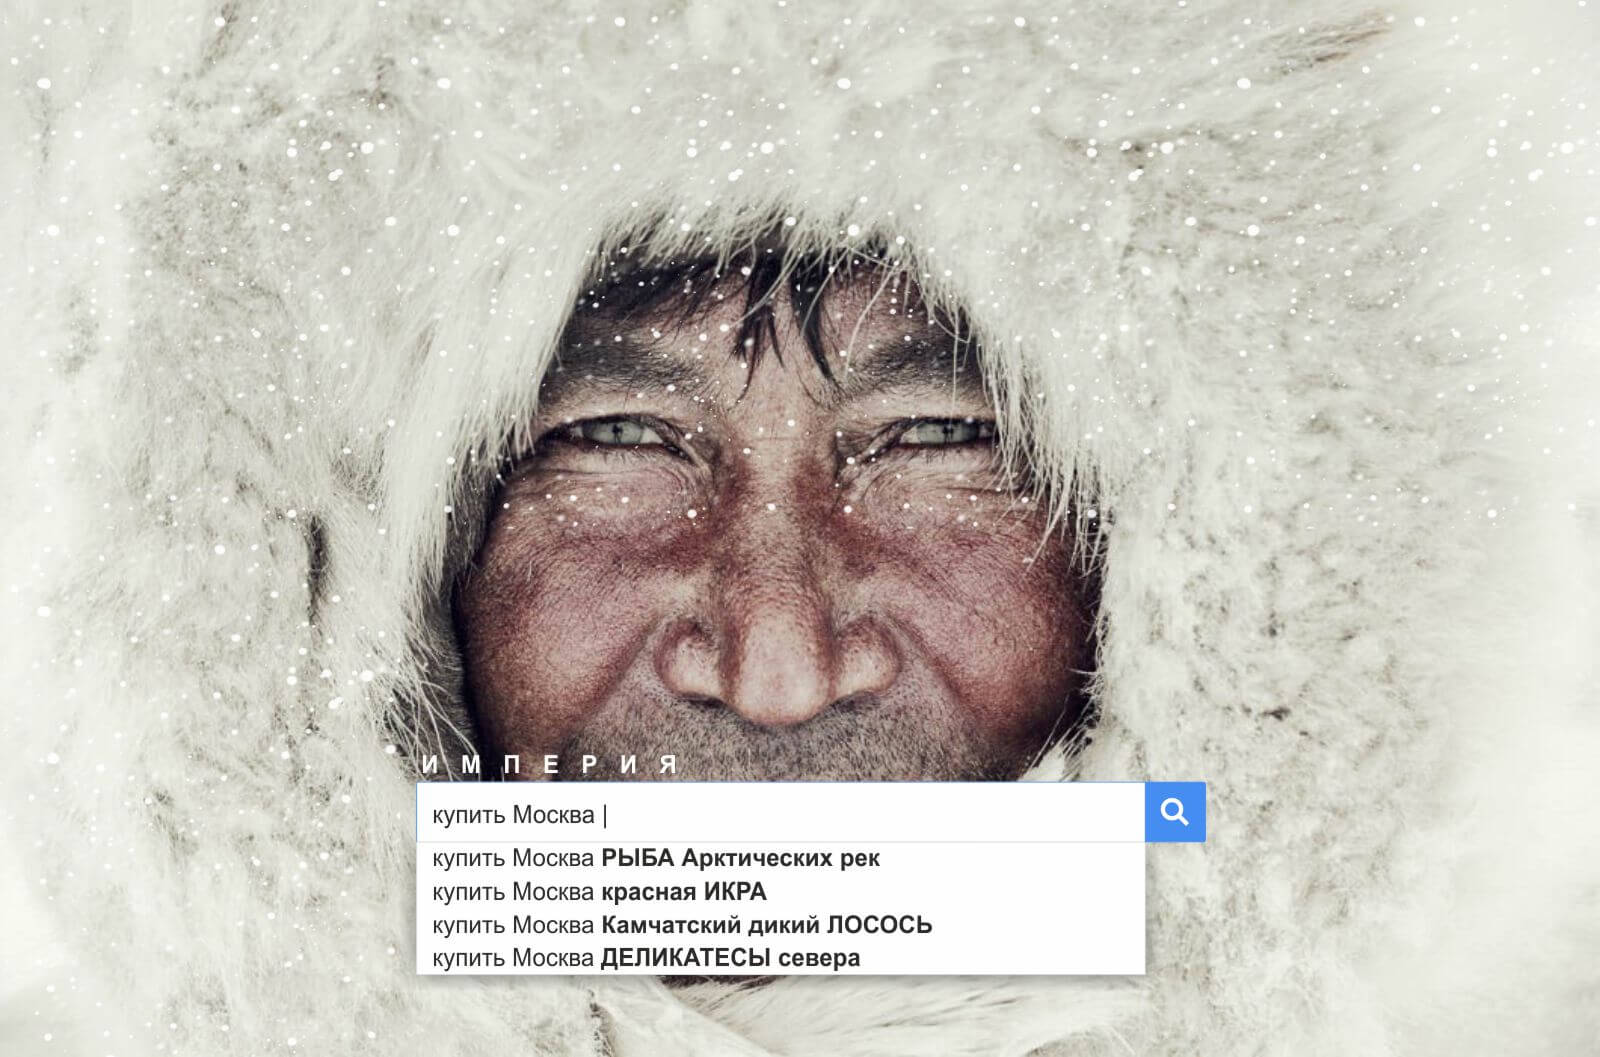 ИМПЕРИЯ
купить Москва |
купить Москва РЫБА Арктических рек
купить Москва красная ИКРА
купить Москва Камчатский дикий ЛОСОСЬ
купить Москва ДЕЛИКАТЕСЫ севера